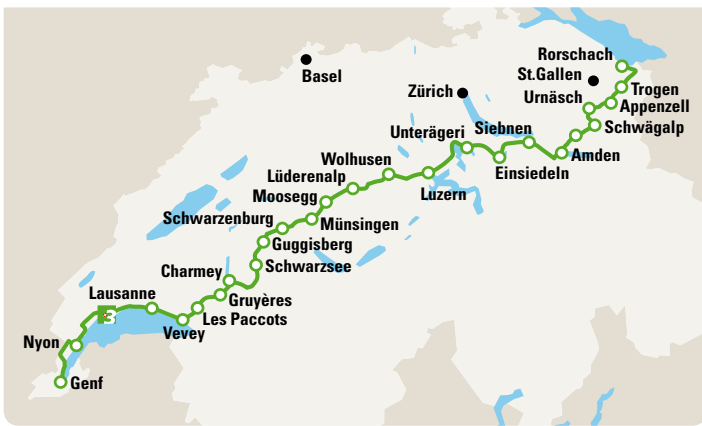 Rorschach
Basel
St.Gallen
Zürich
Trogen
Urnäsch
Appenzell
Unterägeri
Siebnen
Schwägalp
Wolhusen
Amden
Einsiedeln
Lüderenalp
Luzern
Moosegg
Schwarzenburg
Münsingen
Guggisberg
Schwarzsee
Charmey
Lausanne
Gruyères
Les Paccots
Vevey
Nyon
Genf